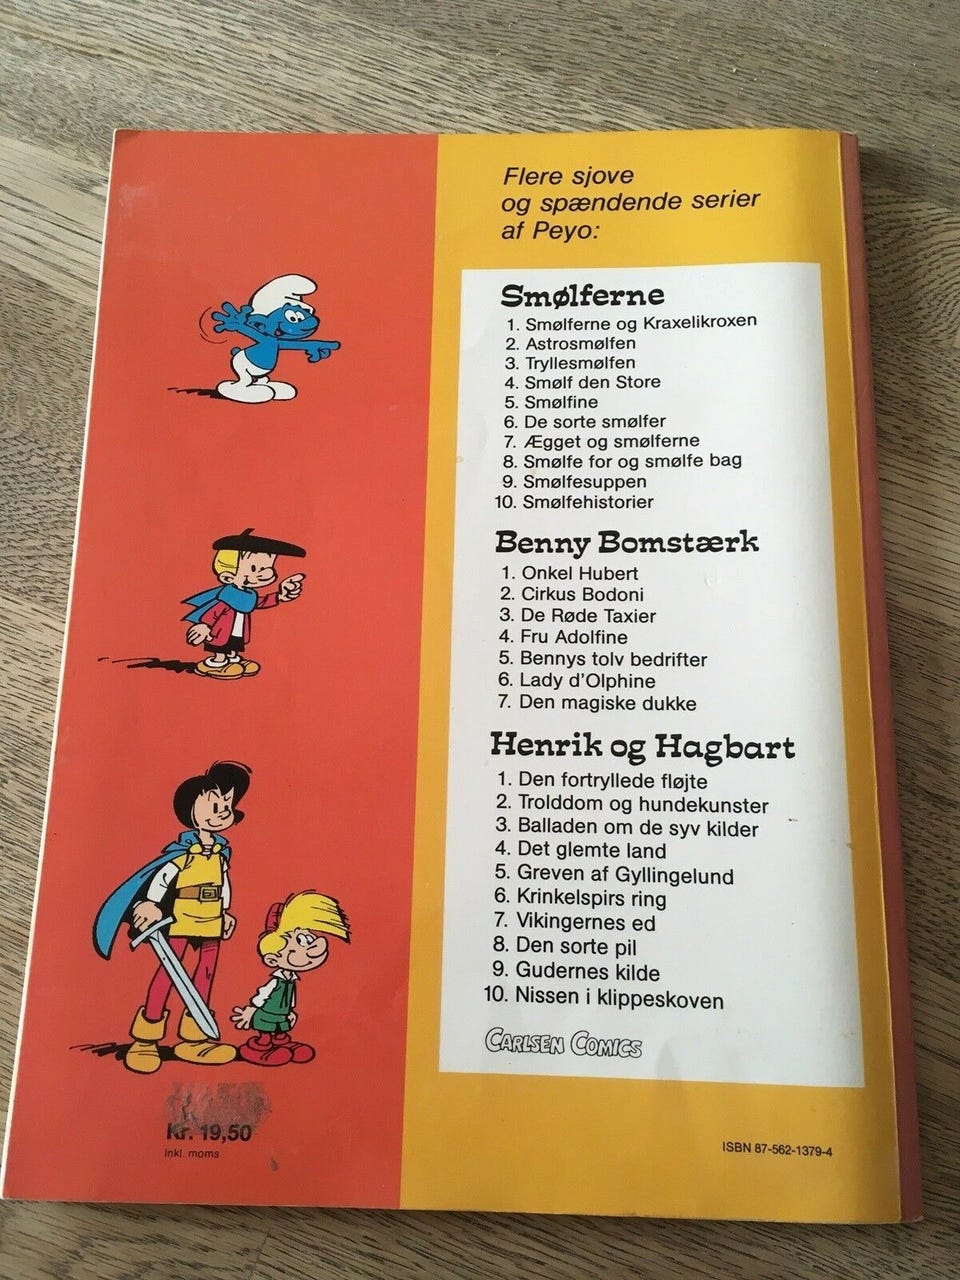 Flere sjove
og spændende serier
af Peyo:
Smølferne
1. Smølferne og Kraxelikroxen
2. Astrosmølfen
3. Tryllesmølfen
4. Smølf den Store
5. Smølfine
6. De sorte smølfer
7. Ægget og smølferne
8. Smølfe for og smølfe bag
9. Smølfesuppen
10. Smølfehistorier
Benny Bomstærk
1. Onkel Hubert
2. Cirkus Bodoni
3. De Røde Taxier
4. Fru Adolfine
5. Bennys tolv bedrifter
6. Lady d'Olphine
7. Den magiske dukke
Henrik og Hagbart
1. Den fortryllede fløjte
2. Trolddom og hundekunster
3. Balladen om de syv kilder
4. Det glemte land
5. Greven af Gyllingelund
6. Krinkelspirs ring
7. Vikingernes ed
8. Den sorte pil
9. Gudernes kilde
10. Nissen i klippeskoven
CARLSEN COMICS
Kr. 19,50
Inkl. moms
ISBN 87-562-1379-4